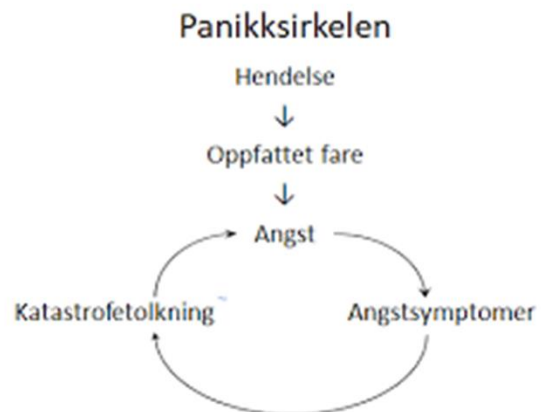 Panikksirkelen
Hendelse
Oppfattet fare
Angst
Katastrofetolkning
Angstsymptomer